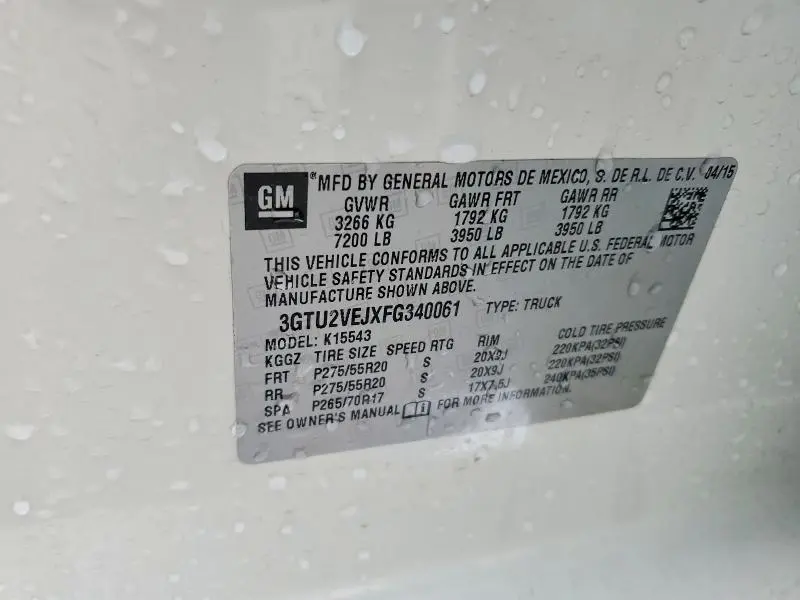 GM ® MFD BY GENERAL MOTORS DE MEXICO, S. DE R.L. DE C.V. 04/15
GVWR GAWR FRT GAWR RR
3266 KG 1792 KG 1792 KG
7200 LB 3950 LB 3950 LB
THIS VEHICLE CONFORMS TO ALL APPLICABLE U.S. FEDERAL MOTOR
VEHICLE SAFETY STANDARDS IN EFFECT ON THE DATE OF
MANUFACTURE SHOWN ABOVE.
3GTU2VEJXFG340061 TYPE: TRUCK
MODEL: K15543
KGGZ TIRE SIZE SPEED RTG RIM COLD TIRE PRESSURE
FRT P275/55R20 S 20X9J 220KPA(32PSI)
RR P275/55R20 S 20X9J 220KPA(32PSI)
SPA P265/70R17 S 17X7.5J 240KPA(35PSI)
SEE OWNER'S MANUAL FOR MORE INFORMATION.